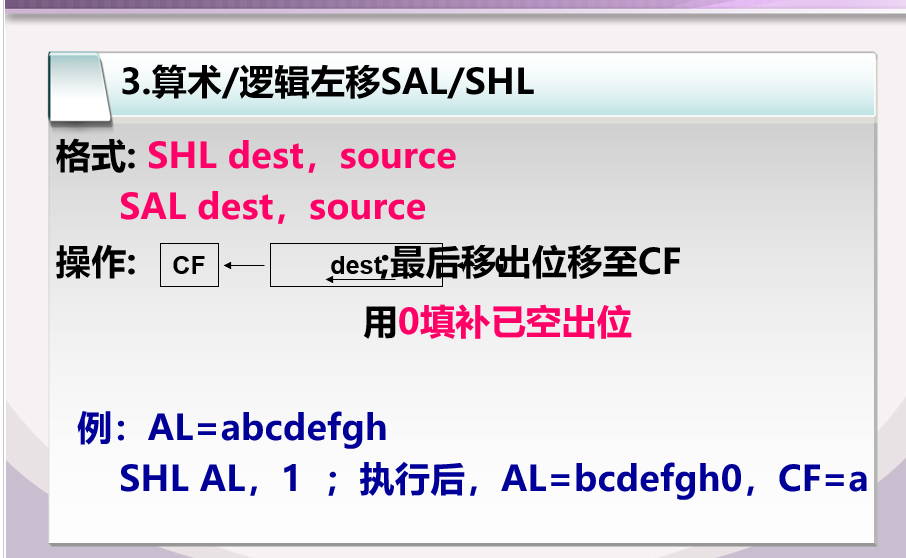 3.算术/逻辑左移SAL/SHL
格式: SHL dest，source
SAL dest，source
操作: CF dest ;最后移出位移至CF
用0填补已空出位
例：AL=abcdefgh
SHL AL，1 ；执行后，AL=bcdefgh0，CF=a